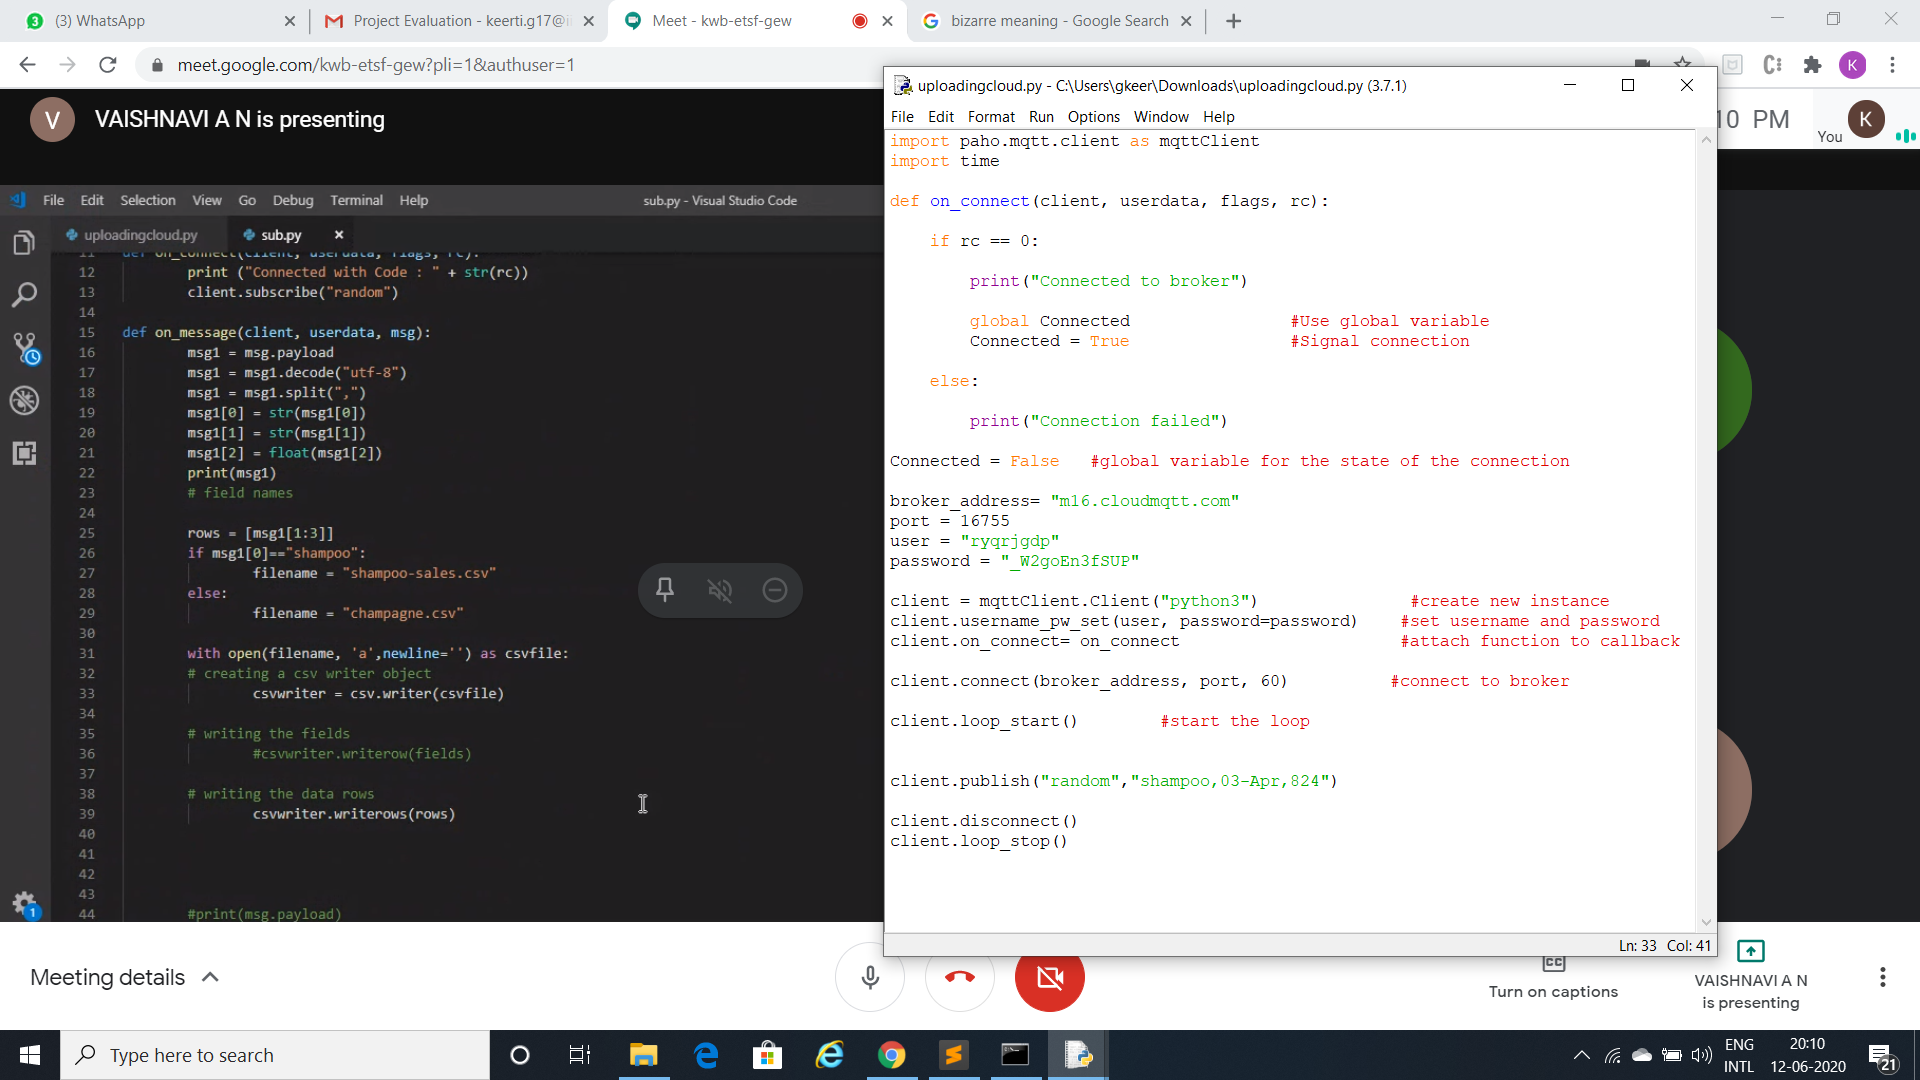 (3) WhatsApp
Project Evaluation - keerti.g17@
Meet - kwb-etsf-gew
bizarre meaning - Google Search
meet.google.com/kwb-etsf-gew?pli=1&authuser=1
K
V
VAISHNAVI A N is presenting
10 PM
You
K
File Edit Selection View Go Debug Terminal Help
sub.py - Visual Studio Code
uploadingcloud.py
sub.py
11 def on_connect(client, userdata, flags, rc):
12 print ("Connected with Code : " + str(rc))
13 client.subscribe("random")
14
15 def on_message(client, userdata, msg):
16 msg1 = msg.payload
17 msg1 = msg1.decode("utf-8")
18 msg1 = msg1.split(",")
19 msg1[0] = str(msg1[0])
20 msg1[1] = str(msg1[1])
21 msg1[2] = float(msg1[2])
22 print(msg1)
23 # field names
24
25 rows = [msg1[1:3]]
26 if msg1[0]=="shampoo":
27 filename = "shampoo-sales.csv"
28 else:
29 filename = "champagne.csv"
30
31 with open(filename, 'a',newline='') as csvfile:
32 # creating a csv writer object
33 csvwriter = csv.writer(csvfile)
34
35 # writing the fields
36 #csvwriter.writerow(fields)
37
38 # writing the data rows
39 csvwriter.writerows(rows)
40
41
42
43
44 #print(msg.payload)
1
uploadingcloud.py - C:\Users\gkeer\Downloads\uploadingcloud.py (3.7.1)
File Edit Format Run Options Window Help
import paho.mqtt.client as mqttClient
import time
def on_connect(client, userdata, flags, rc):
if rc == 0:
print("Connected to broker")
global Connected #Use global variable
Connected = True #Signal connection
else:
print("Connection failed")
Connected = False #global variable for the state of the connection
broker_address= "m16.cloudmqtt.com"
port = 16755
user = "ryqrjgdp"
password = "_W2goEn3fSUP"
client = mqttClient.Client("python3") #create new instance
client.username_pw_set(user, password=password) #set username and password
client.on_connect= on_connect #attach function to callback
client.connect(broker_address, port, 60) #connect to broker
client.loop_start() #start the loop
client.publish("random","shampoo,03-Apr,824")
client.disconnect()
client.loop_stop()
Ln: 33 Col: 41
Meeting details
Turn on captions
VAISHNAVI A N
is presenting
Type here to search
ENG
INTL
20:10
12-06-2020
21